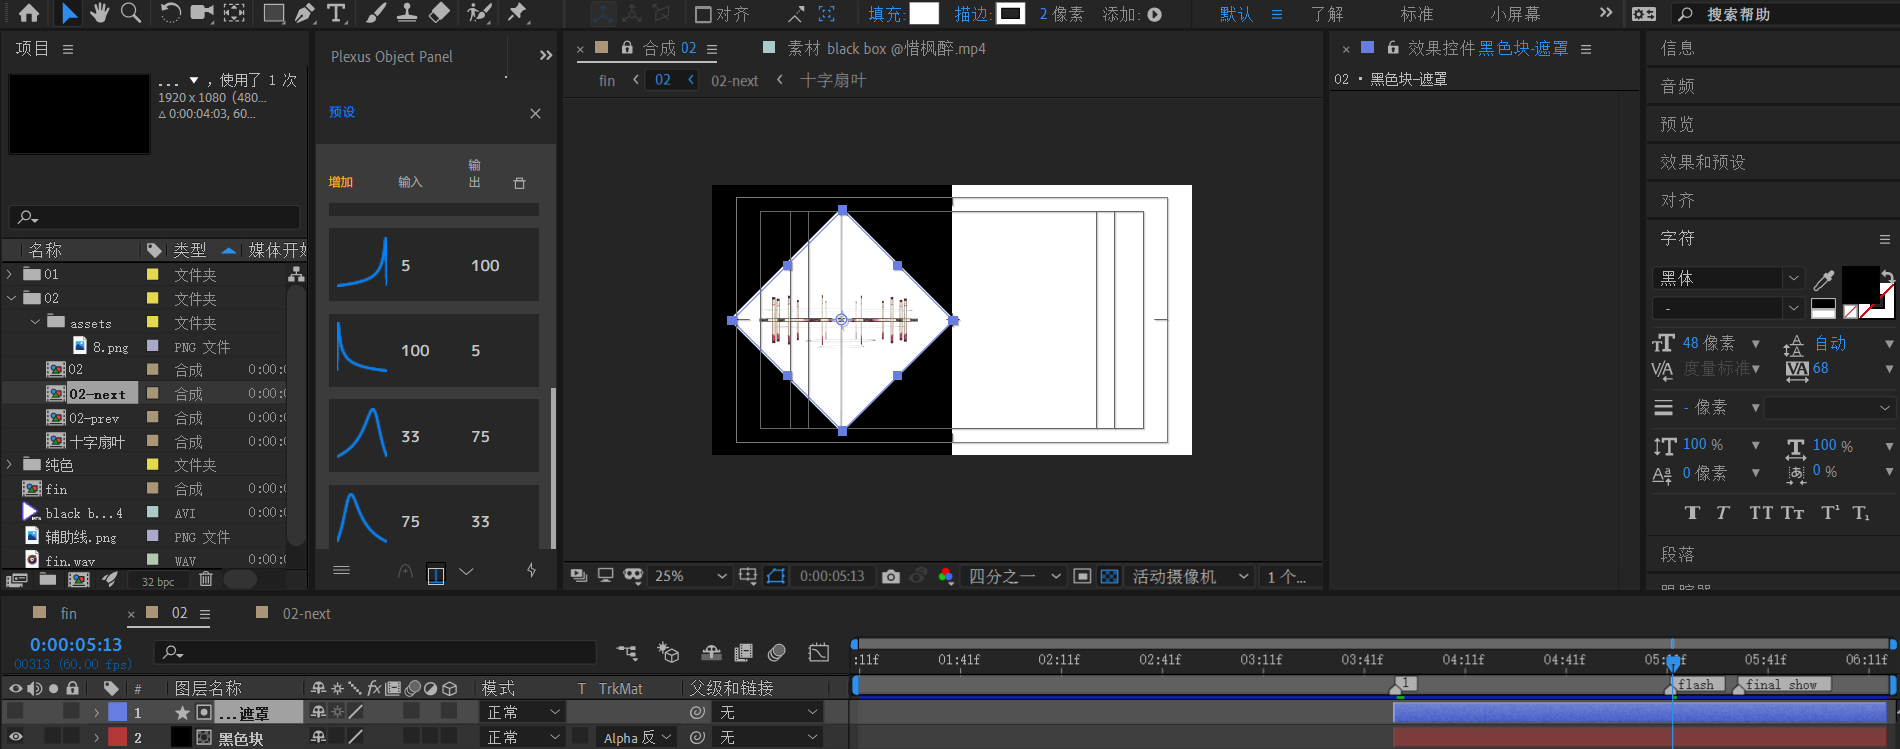 对齐
填充:
描边:
2 像素
添加:
默认
了解
标准
小屏幕
搜索帮助
项目
... ▼ , 使用了 1 次
1920 x 1080 (480...
Δ 0:00:04:03, 60...
名称
类型
媒体开始
01
文件夹
02
文件夹
assets
文件夹
8.png
PNG 文件
02
合成
0:00:0
02-next
合成
0:00:0
02-prev
合成
0:00:0
十字扇叶
合成
0:00:0
纯色
文件夹
fin
合成
0:00:0
black b...4
AVI
0:00:0
辅助线.png
PNG 文件
fin.wav
WAV
0:00:0
32 bpc
Plexus Object Panel
预设
增加
输入
输出
5
100
100
5
33
75
75
33
合成 02
素材 black box @惜枫醉.mp4
fin
02
02-next
十字扇叶
25%
0:00:05:13
四分之一
活动摄像机
1 个...
效果控件 黑色块-遮罩
02 · 黑色块-遮罩
信息
音频
预览
效果和预设
对齐
字符
黑体
-
48 像素
自动
度量标准
68
- 像素
100 %
100 %
0 像素
0 %
段落
跟踪器
fin
02
02-next
0:00:05:13
00313 (60.00 fps)
:11f
01:41f
02:11f
02:41f
03:11f
03:41f
04:11f
04:41f
05:11f
05:41f
06:11f
#
图层名称
模式
T
TrkMat
父级和链接
1
flash
final show
1
...遮罩
正常
无
2
黑色块
正常
Alpha 反
无